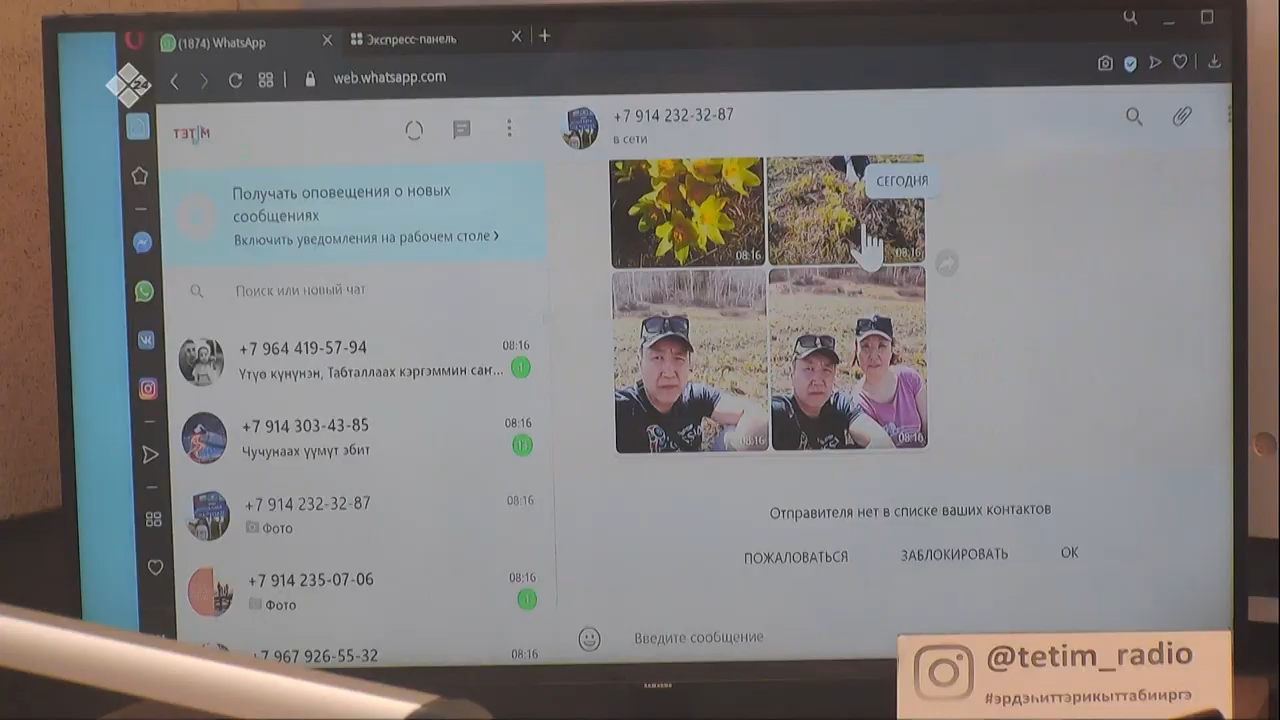 (1874) WhatsApp
Экспресс-панель
web.whatsapp.com
24
ТЭТИМ
+7 914 232-32-87
в сети
Получать оповещения о новых
сообщениях
Включить уведомления на рабочем столе
СЕГОДНЯ
08:16
08:16
Поиск или новый чат
+7 964 419-57-94
08:16
Үтүө күнүнэн, Табталлаах кэргэммин сан...
1
+7 914 303-43-85
08:16
Чучунаах үүмүт эбит
+7 914 232-32-87
08:16
Фото
08:16
08:16
Отправителя нет в списке ваших контактов
ПОЖАЛОВАТЬСЯ
ЗАБЛОКИРОВАТЬ
ОК
+7 914 235-07-06
08:16
Фото
1
+7 967 926-55-32
08:16
Введите сообщение
SAMSUNG
@tetim_radio
#эрдэһиттэрикыттабииргэ